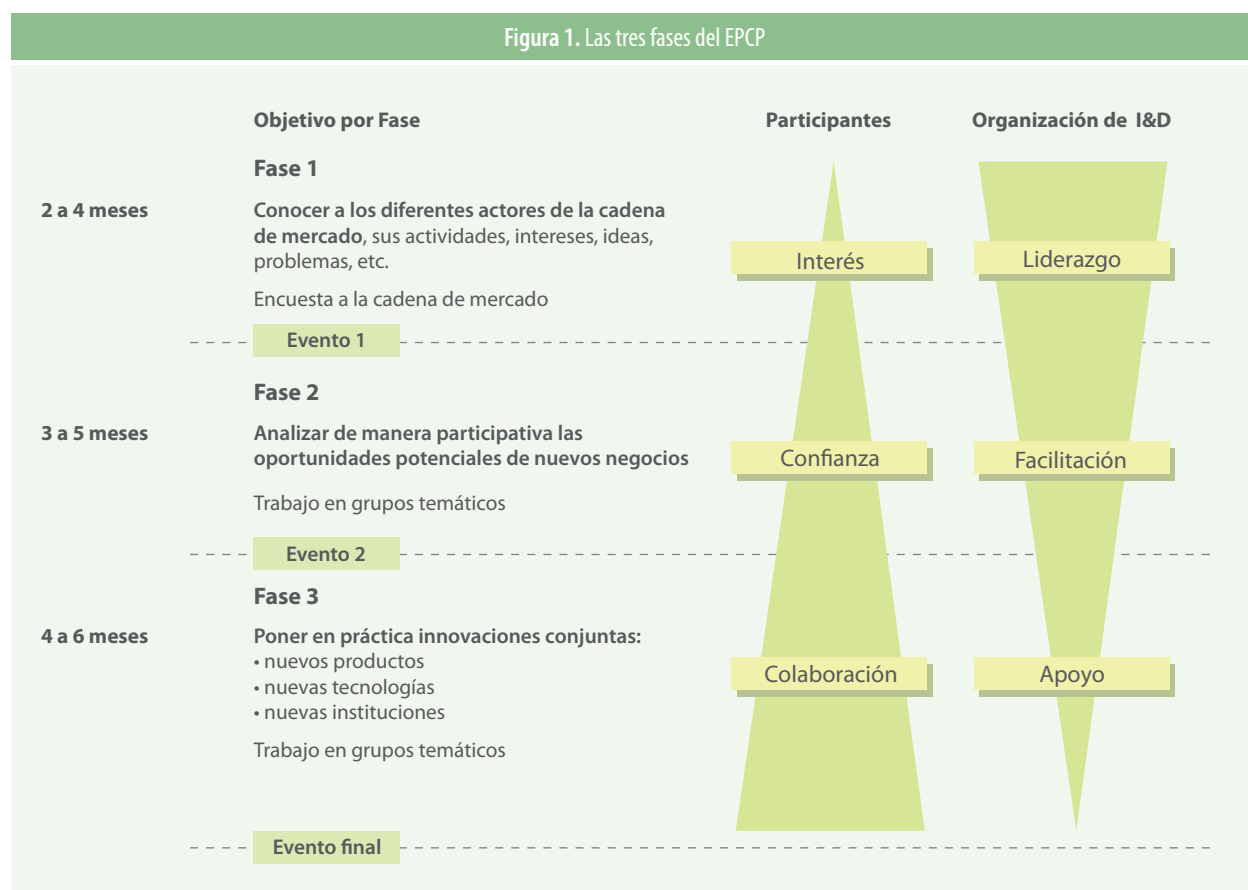 Figura 1. Las tres fases del EPCP
Objetivo por Fase
Participantes
Organización de I&D
Fase 1
2 a 4 meses
Conocer a los diferentes actores de la cadena
de mercado, sus actividades, intereses, ideas,
problemas, etc.
Interés
Liderazgo
Encuesta a la cadena de mercado
Evento 1
Fase 2
3 a 5 meses
Analizar de manera participativa las
oportunidades potenciales de nuevos negocios
Confianza
Facilitación
Trabajo en grupos temáticos
Evento 2
Fase 3
4 a 6 meses
Poner en práctica innovaciones conjuntas:
• nuevos productos
• nuevas tecnologías
• nuevas instituciones
Colaboración
Apoyo
Trabajo en grupos temáticos
Evento final